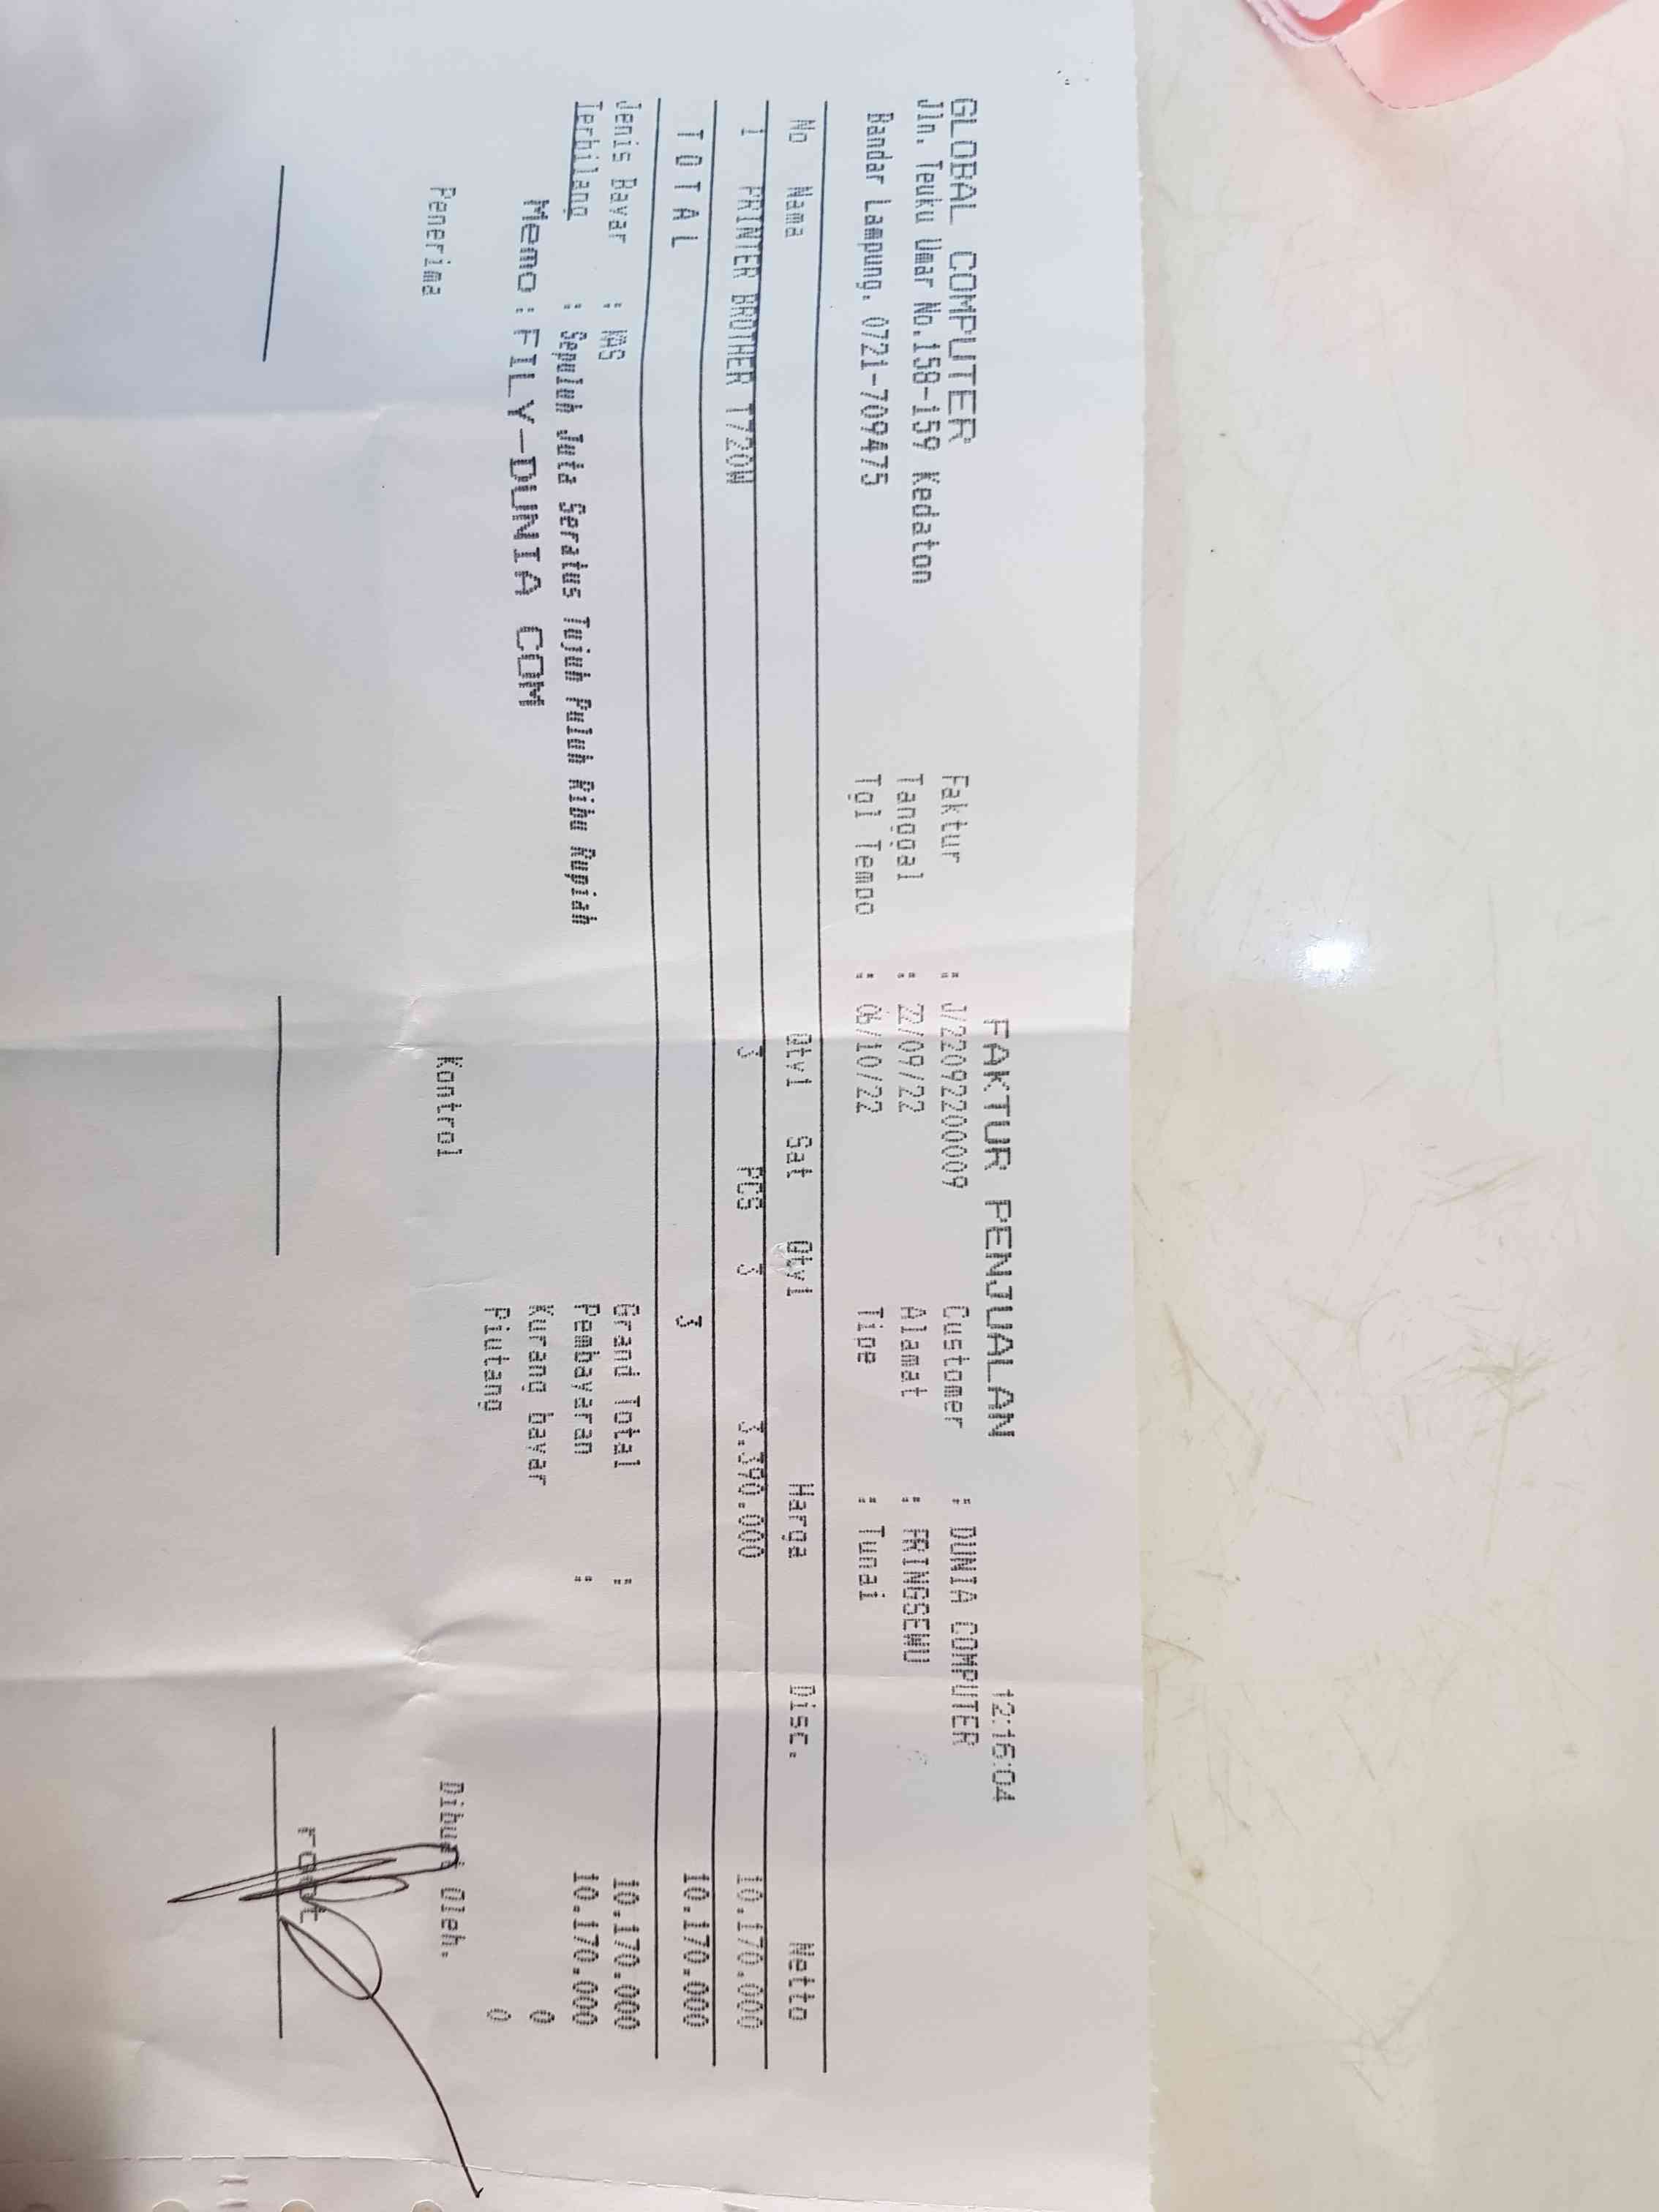 FAKTUR PENJUALAN 12:16:04
GLOBAL COMPUTER Faktur : J/2209220009 Customer : DUNIA COMPUTER
Jln. Teuku Umar No.158-159 Kedaton Tanggal : 22/09/22 Alamat : PRINGSEWU
Bandar Lampung. 0721-709475 Tgl Tempo : 06/10/22 Tipe : Tunai
No Nama Qty1 Sat Qty1 Harga Disc. Netto
1 PRINTER BROTHER T720W 3 PCS 3 3.390.000 10.170.000
TOTAL 3 10.170.000
Jenis Bayar : KAS Grand Total : 10.170.000
Terbilang : Sepuluh Juta Seratus Tujuh Puluh Ribu Rupiah Pembayaran : 10.170.000
Memo : FILY-DUNIA COM Kurang bayar 0
Piutang 0
Penerima Kontrol Dibuat Oleh.